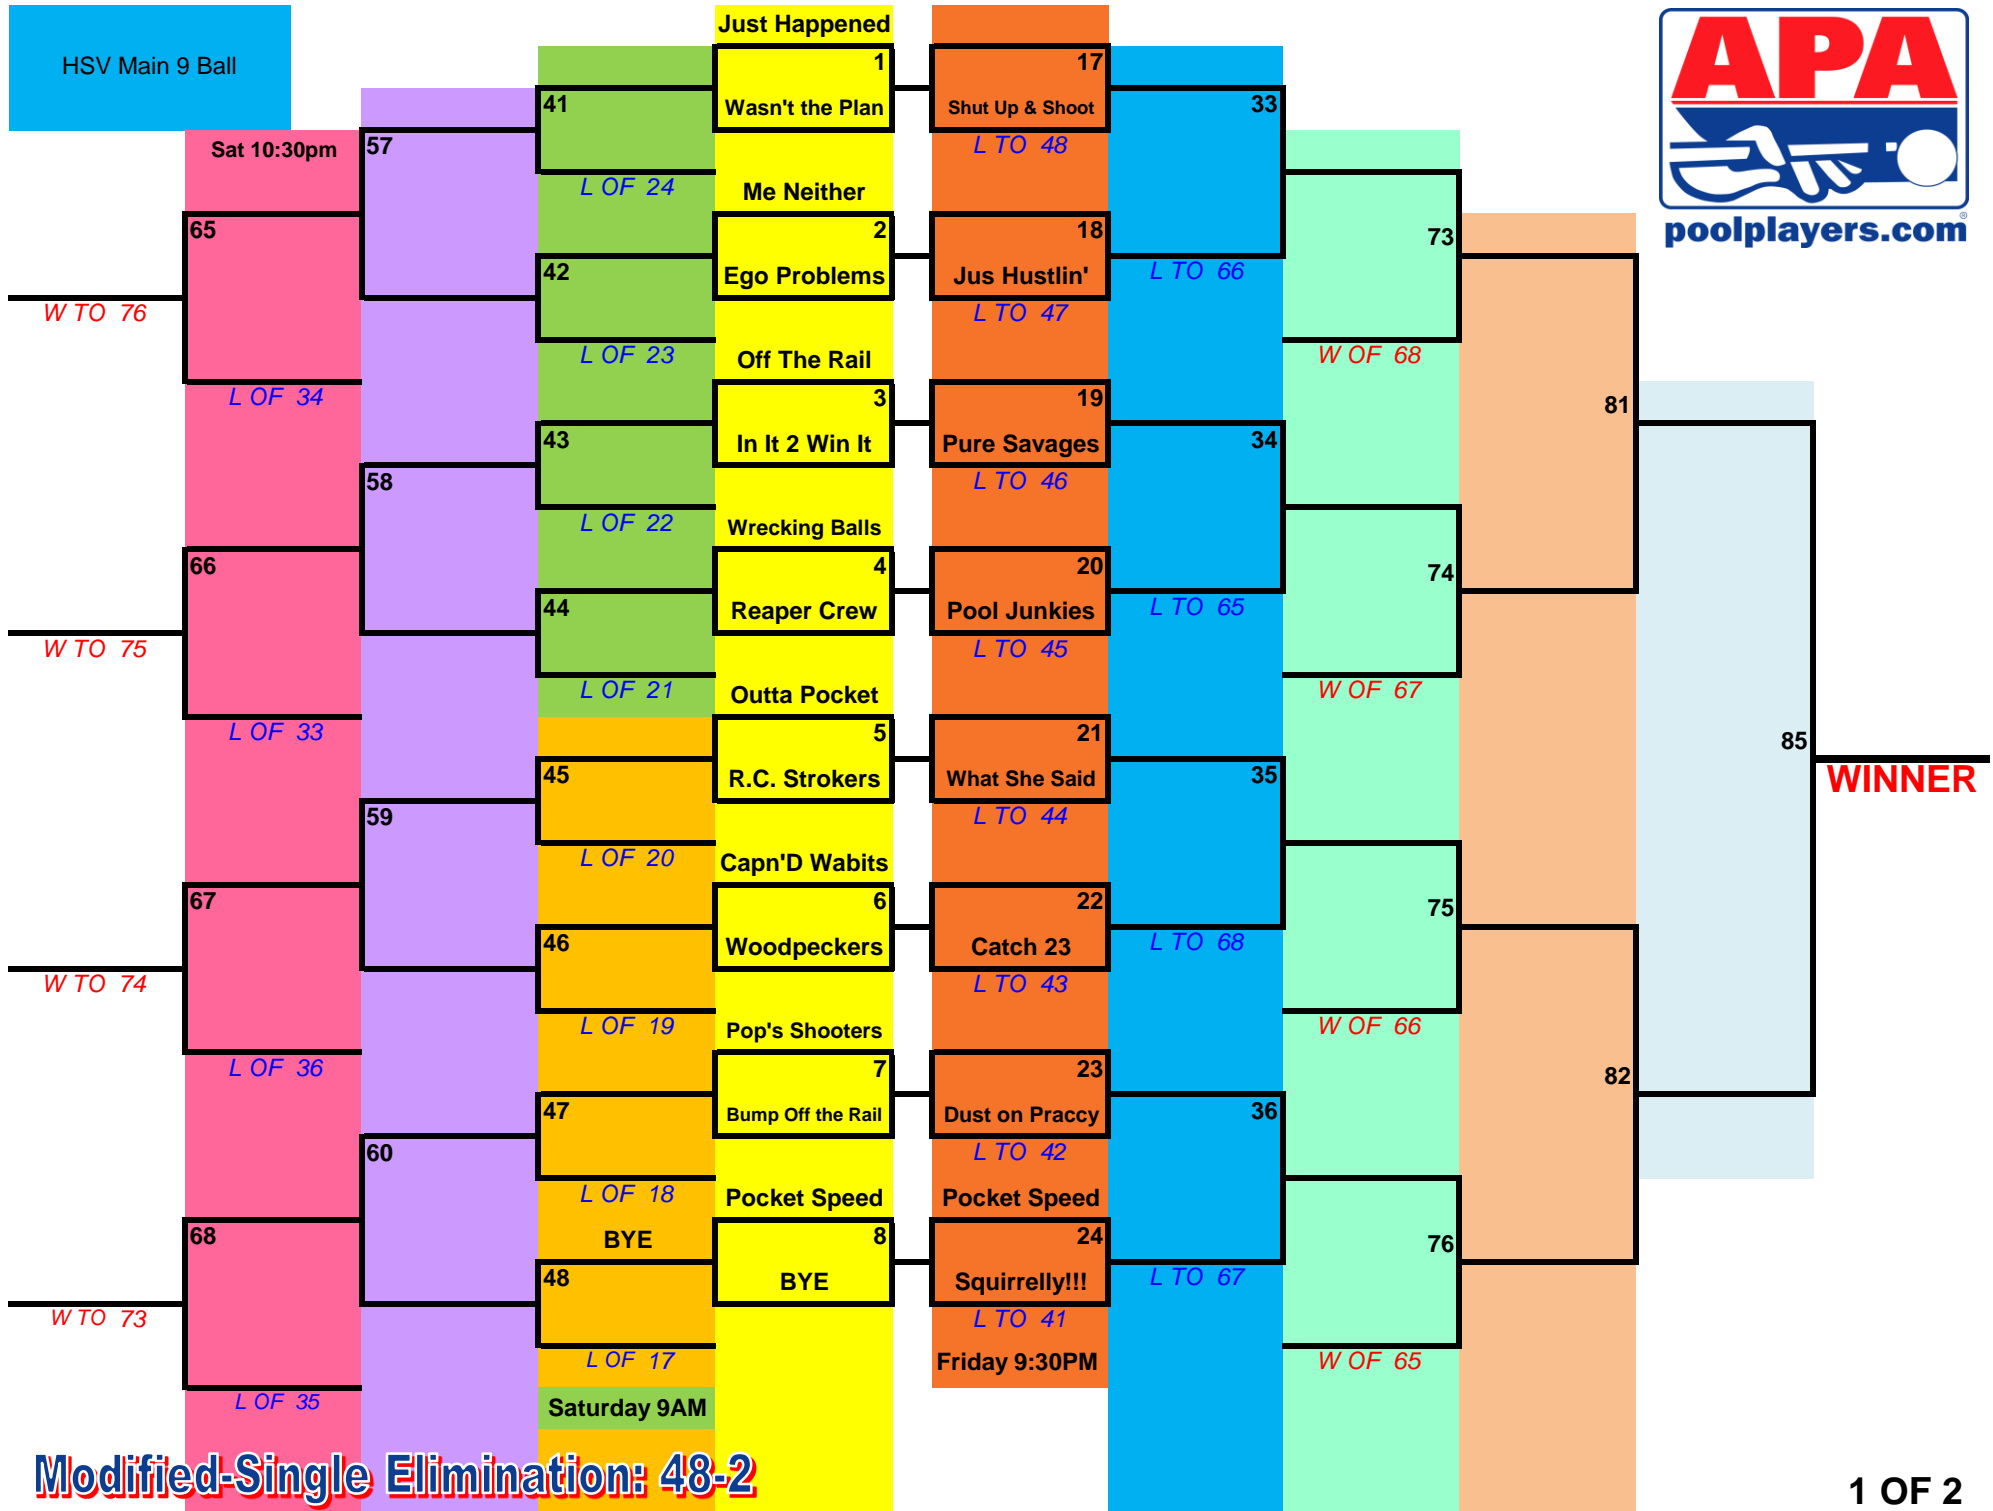 HSV Main 9 Ball
Just Happened
1
Wasn't the Plan
Me Neither
2
Ego Problems
Off The Rail
3
In It 2 Win It
Wrecking Balls
4
Reaper Crew
Outta Pocket
5
R.C. Strokers
Capn'D Wabits
6
Woodpeckers
Pop's Shooters
7
Bump Off the Rail
Pocket Speed
8
BYE
17
Shut Up & Shoot
L TO 48
18
Jus Hustlin'
L TO 47
19
Pure Savages
L TO 46
20
Pool Junkies
L TO 45
21
What She Said
L TO 44
22
Catch 23
L TO 43
23
Dust on Praccy
L TO 42
Pocket Speed
24
Squirrelly!!!
L TO 41
Friday 9:30PM
33
L TO 66
34
L TO 65
35
L TO 68
36
L TO 67
73
W OF 68
74
W OF 67
75
W OF 66
76
W OF 65
81
82
85
WINNER
41
L OF 24
42
L OF 23
43
L OF 22
44
L OF 21
45
L OF 20
46
L OF 19
47
L OF 18
BYE
48
L OF 17
Saturday 9AM
57
58
59
60
Sat 10:30pm
65
L OF 34
66
L OF 33
67
L OF 36
68
L OF 35
W TO 76
W TO 75
W TO 74
W TO 73
APA
poolplayers.com®
Modified-Single Elimination: 48-2
1 OF 2